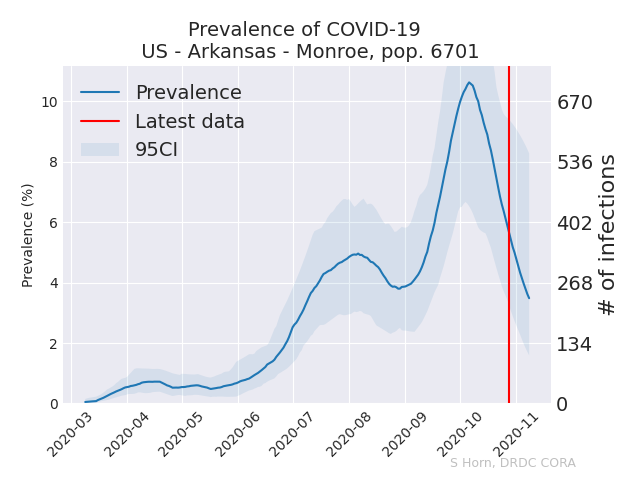 Prevalence of COVID-19
US - Arkansas - Monroe, pop. 6701
Prevalence
Latest data
95CI
Prevalence (%)
10
8
6
4
2
0
670
536
402
268
134
0
# of infections
2020-03
2020-04
2020-05
2020-06
2020-07
2020-08
2020-09
2020-10
2020-11
S Horn, DRDC CORA